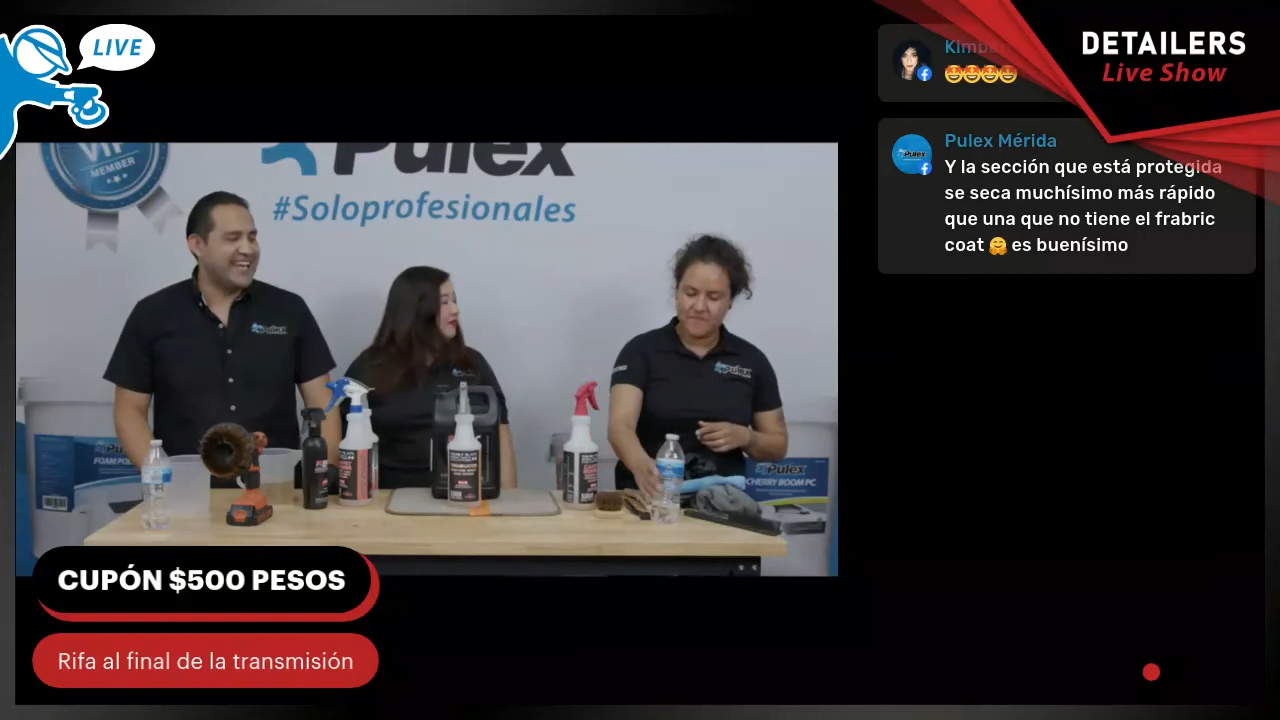 LIVE
DETAILERS
Live Show
VIP
MEMBER
Pulex
#Soloprofesionales
Pulex
Pulex
Pulex
CHERRY BOOM PC
Pulex Mérida
Y la sección que está protegida
se seca muchísimo más rápido
que una que no tiene el frabric
coat 🤗 es buenísimo
🤩🤩🤩🤩
CUPÓN $500 PESOS
Rifa al final de la transmisión